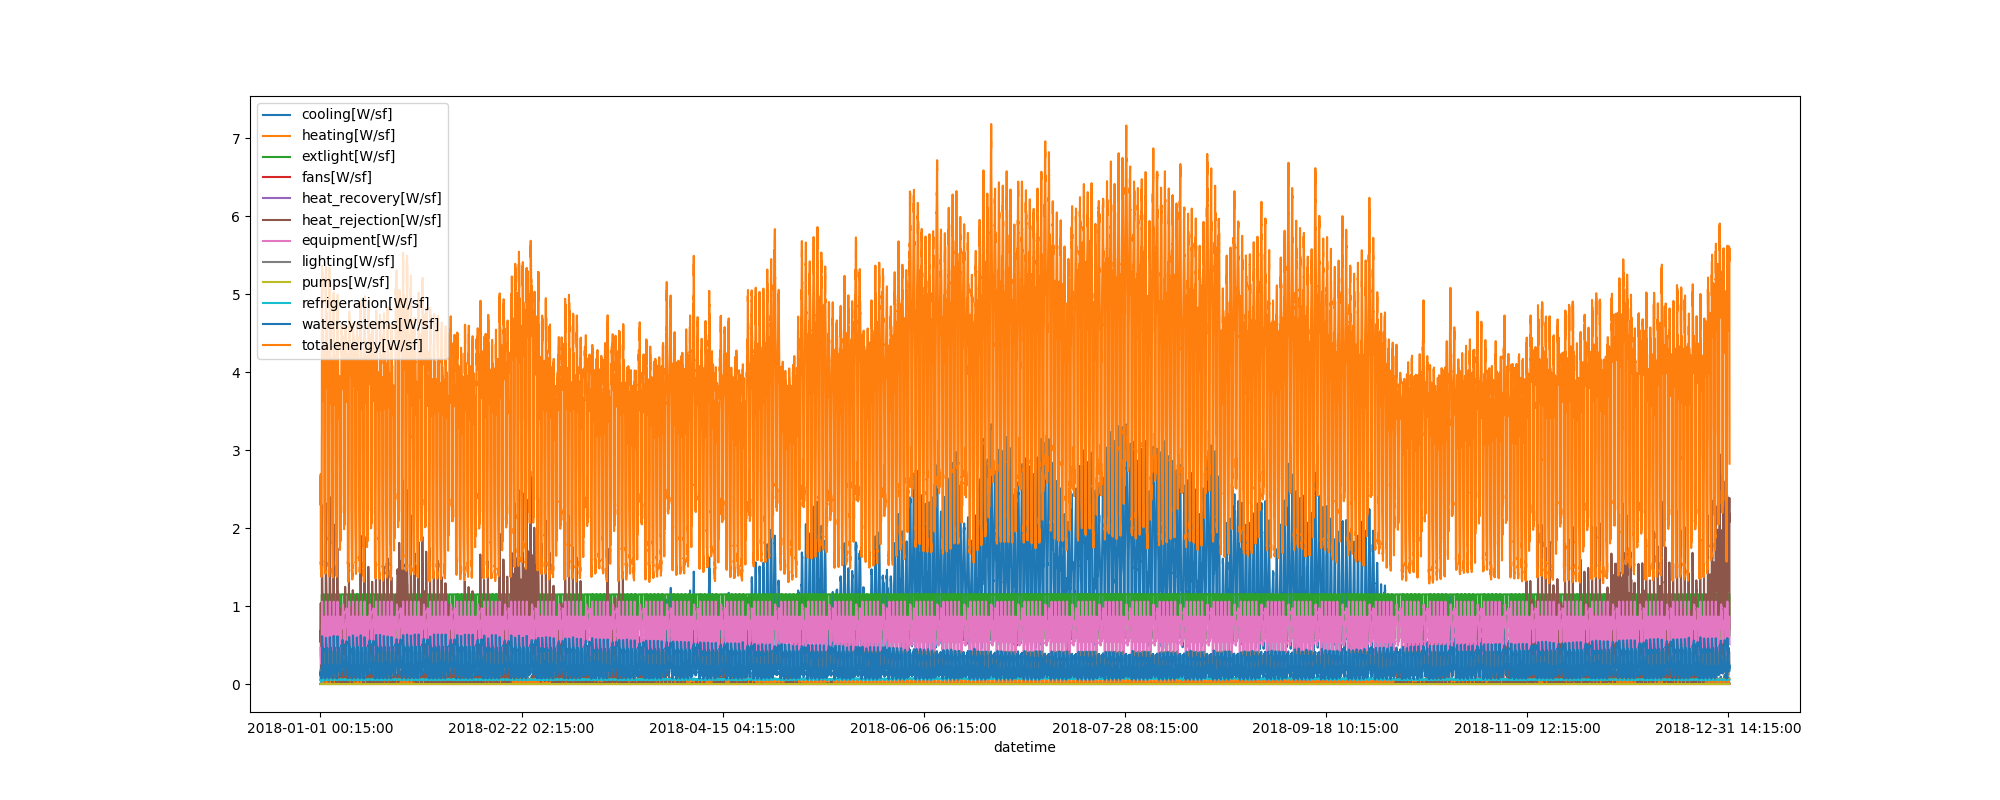 cooling[W/sf]
heating[W/sf]
extlight[W/sf]
fans[W/sf]
heat_recovery[W/sf]
heat_rejection[W/sf]
equipment[W/sf]
lighting[W/sf]
pumps[W/sf]
refrigeration[W/sf]
watersystems[W/sf]
totalenergy[W/sf]
7
6
5
4
3
2
1
0
2018-01-01 00:15:00 2018-02-22 02:15:00 2018-04-15 04:15:00 2018-06-06 06:15:00 2018-07-28 08:15:00 2018-09-18 10:15:00 2018-11-09 12:15:00 2018-12-31 14:15:00
datetime